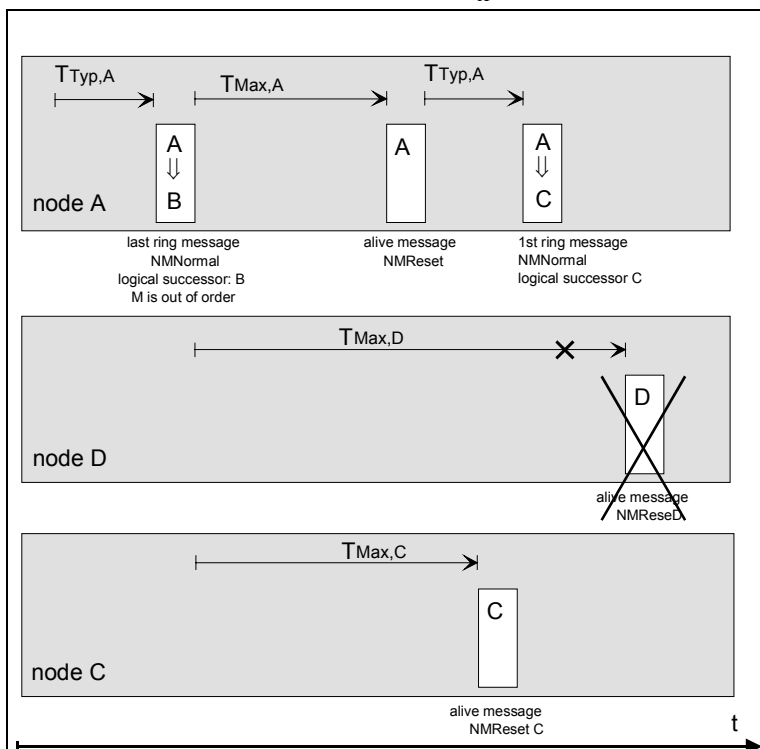 TTyp,A
TMax,A
TTyp,A
A
⇓
B
A
A
⇓
C
node A
last ring message
NMNormal
logical successor: B
M is out of order
alive message
NMReset
1st ring message
NMNormal
logical successor C
TMax,D
D
node D
alive message
NMReseD
TMax,C
C
node C
alive message
NMReset C
t